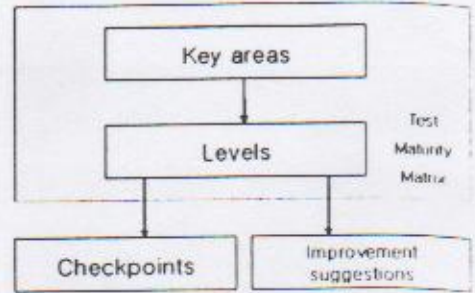 Key areas
Test
Levels
Maturity
Matrix
Checkpoints
Improvement
suggestions